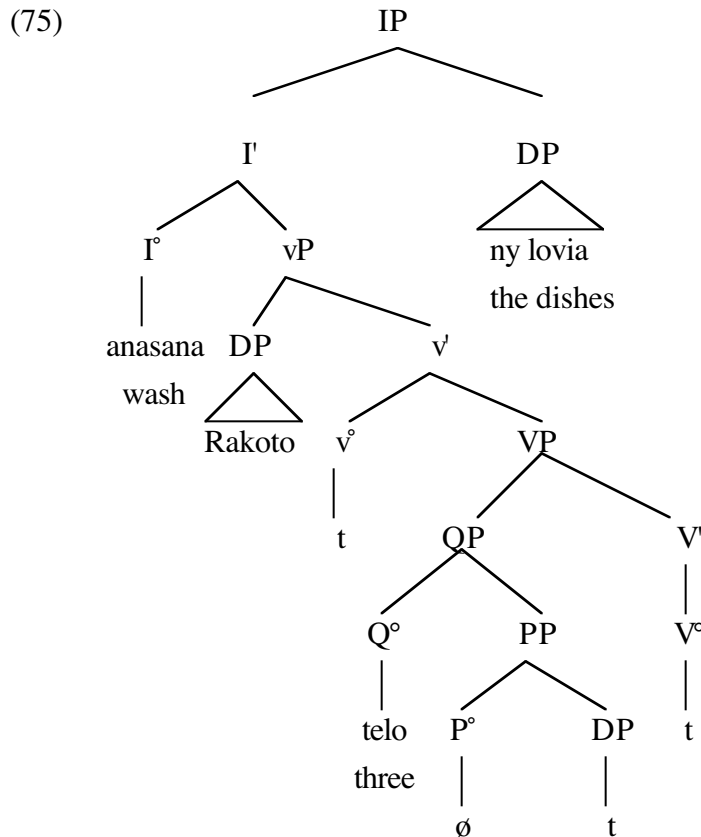 (75) IP
I' DP
I° vP ny lovia
the dishes
anasana DP v'
wash
Rakoto v° VP
t QP V'
Q° PP V°
telo P° DP t
three
ø t